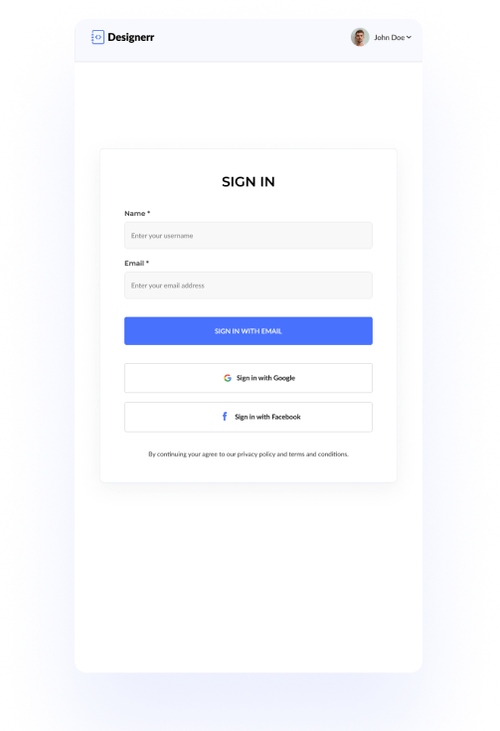 Designerr
John Doe
SIGN IN
Name *
Enter your username
Email *
Enter your email address
SIGN IN WITH EMAIL
Sign in with Google
Sign in with Facebook
By continuing your agree to our privacy policy and terms and conditions.